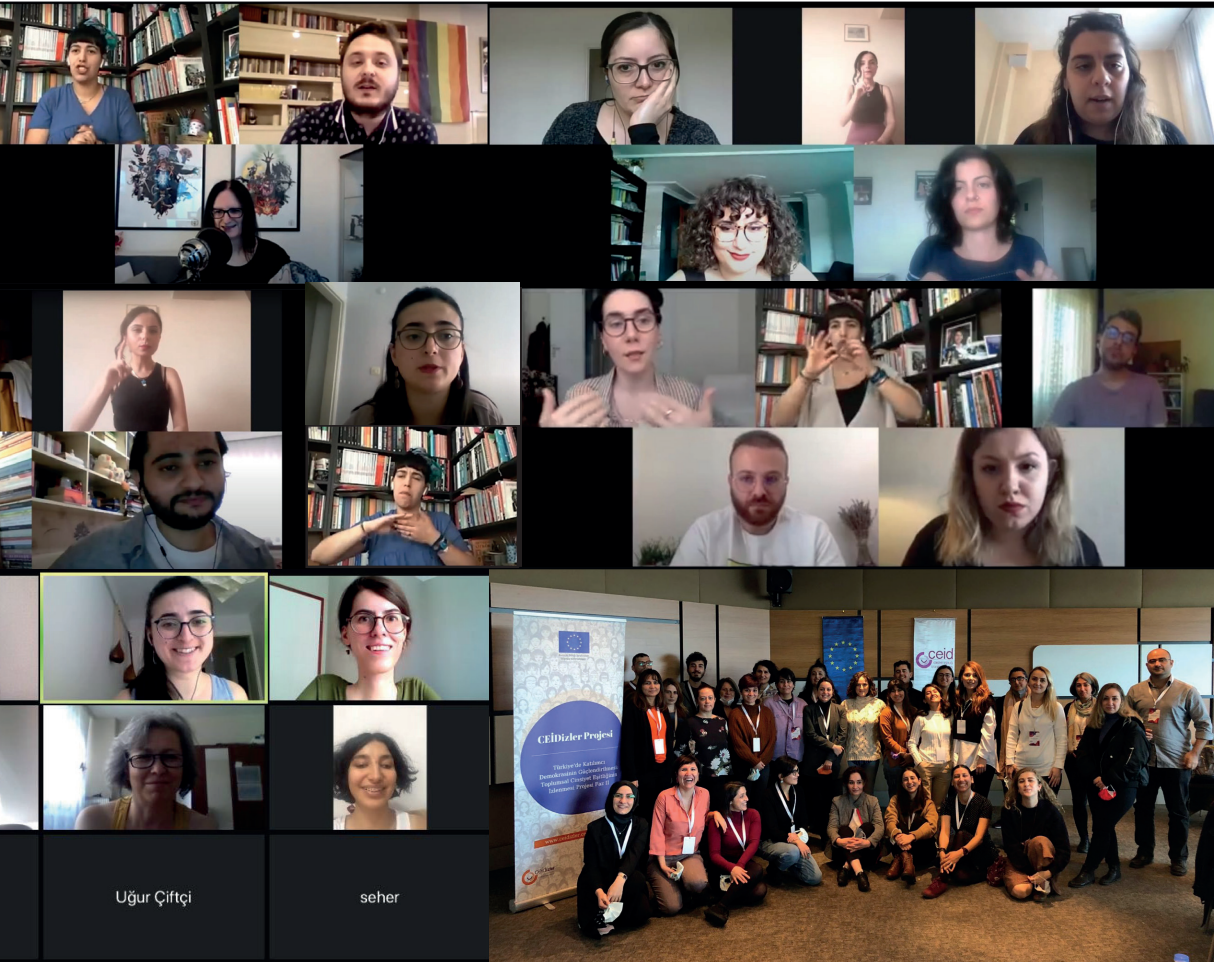 CEİDizler Projesi
Türkiye'de Katılımcı
Demokrasinin Güçlendirilmesi:
Toplumsal Cinsiyet Eşitliğinin
İzlenmesi Projesi Faz II
ceid
Uğur Çiftçi
seher